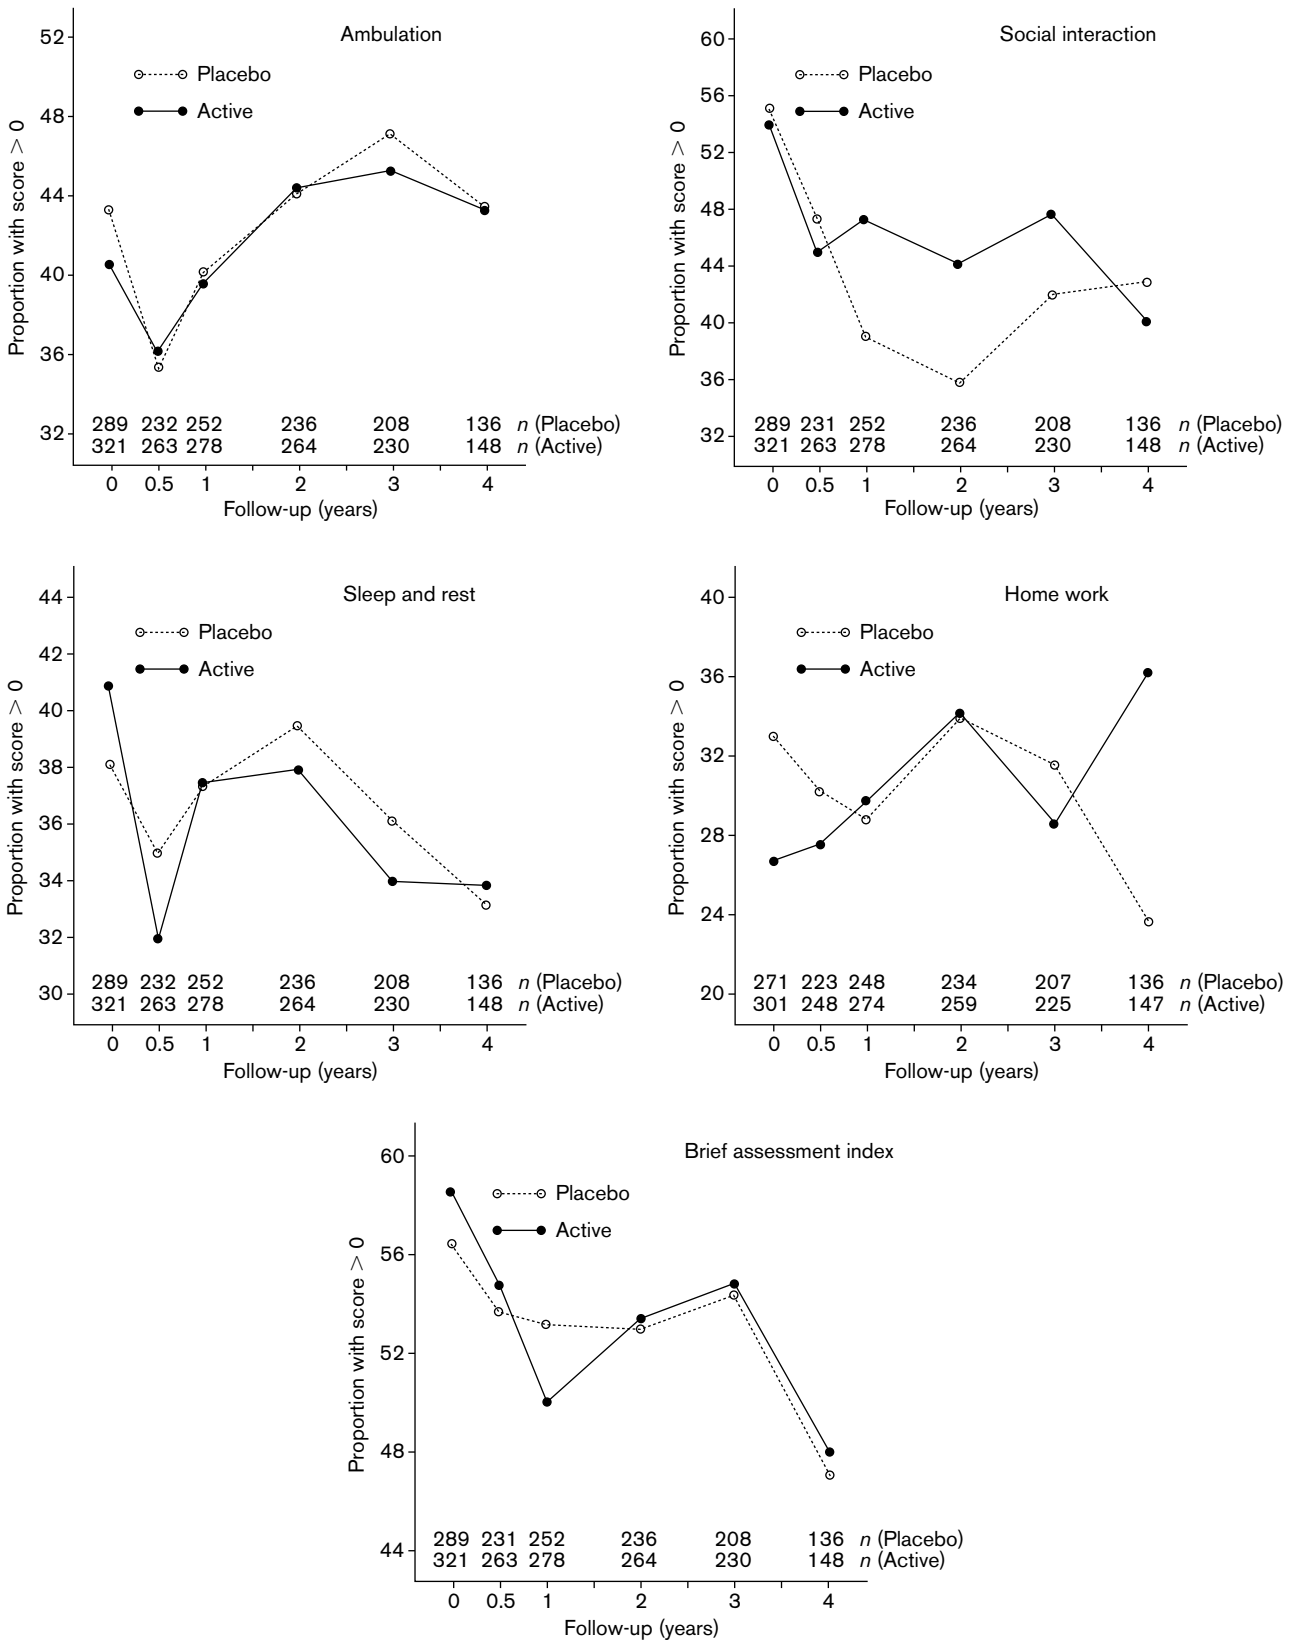 Ambulation
Placebo
Active
Proportion with score > 0
52
48
44
40
36
32
289 232 252 236 208 136 n (Placebo)
321 263 278 264 230 148 n (Active)
0 0.5 1 2 3 4
Follow-up (years)
Social interaction
Placebo
Active
Proportion with score > 0
60
56
52
48
44
40
36
32
289 231 252 236 208 136 n (Placebo)
321 263 278 264 230 148 n (Active)
0 0.5 1 2 3 4
Follow-up (years)
Sleep and rest
Placebo
Active
Proportion with score > 0
44
42
40
38
36
34
32
30
289 232 252 236 208 136 n (Placebo)
321 263 278 264 230 148 n (Active)
0 0.5 1 2 3 4
Follow-up (years)
Home work
Placebo
Active
Proportion with score > 0
40
36
32
28
24
20
271 223 248 234 207 136 n (Placebo)
301 248 274 259 225 147 n (Active)
0 0.5 1 2 3 4
Follow-up (years)
Brief assessment index
Placebo
Active
Proportion with score > 0
60
56
52
48
44
289 231 252 236 208 136 n (Placebo)
321 263 278 264 230 148 n (Active)
0 0.5 1 2 3 4
Follow-up (years)